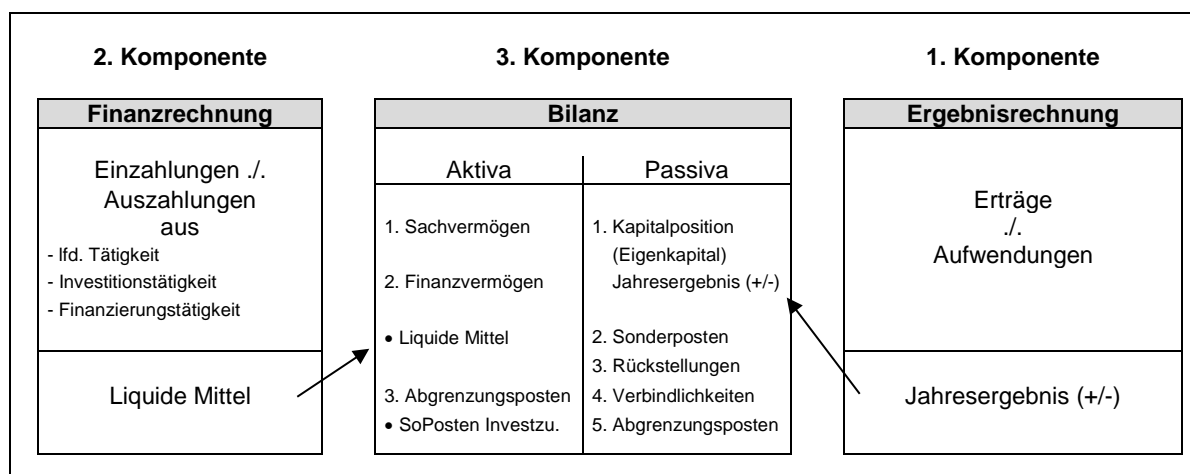 2. Komponente
3. Komponente
1. Komponente
Finanzrechnung
Einzahlungen ./.
Auszahlungen
aus
- lfd. Tätigkeit
- Investitionstätigkeit
- Finanzierungstätigkeit
Liquide Mittel
Bilanz
Aktiva
1. Sachvermögen
2. Finanzvermögen
• Liquide Mittel
3. Abgrenzungsposten
• SoPosten Investzu.
Passiva
1. Kapitalposition
(Eigenkapital)
Jahresergebnis (+/-)
2. Sonderposten
3. Rückstellungen
4. Verbindlichkeiten
5. Abgrenzungsposten
Ergebnisrechnung
Erträge
./.
Aufwendungen
Jahresergebnis (+/-)